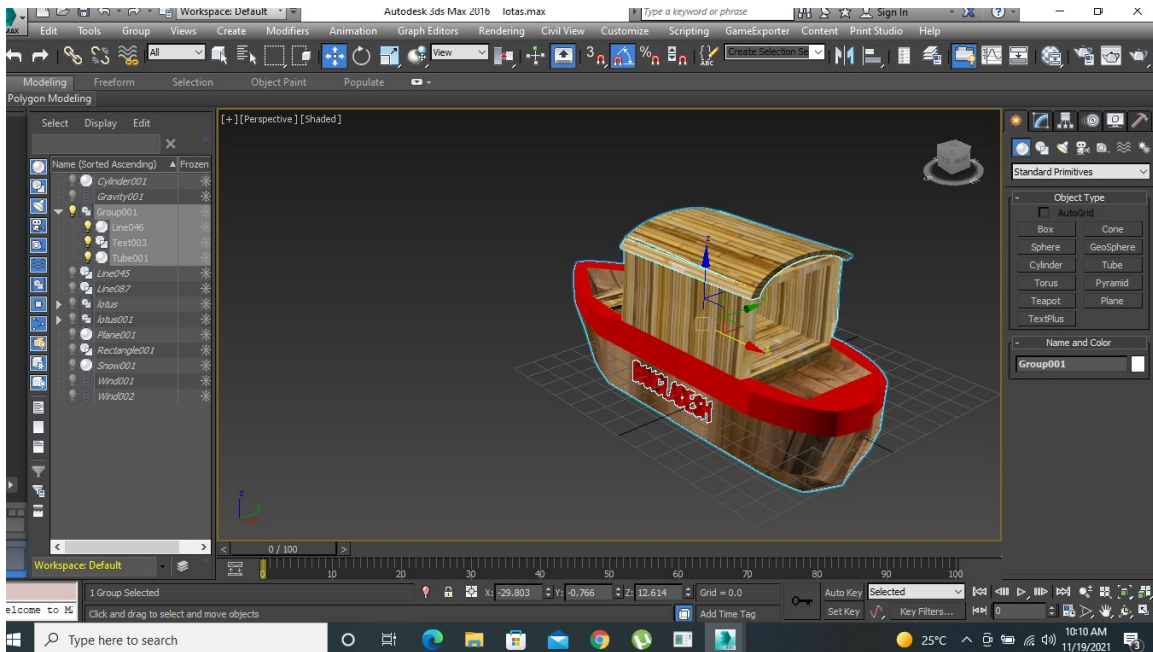 Workspace: Default
Autodesk 3ds Max 2016
lotas.max
Type a keyword or phrase
Sign In
MAX
Edit Tools Group Views Create Modifiers Animation Graph Editors Rendering Civil View Customize Scripting GameExporter Content Print Studio Help
All
View
3
Create Selection Se
Modeling Freeform Selection Object Paint Populate
Polygon Modeling
Select Display Edit
[+] [Perspective] [Shaded]
Name (Sorted Ascending) Frozen
Cylinder001
Gravity001
Group001
Line046
Text003
Tube001
Line045
Line087
lotus
lotus001
Plane001
Rectangle001
Snow001
Wind001
Wind002
Standard Primitives
Object Type
AutoGrid
Box Cone
Sphere GeoSphere
Cylinder Tube
Torus Pyramid
Teapot Plane
TextPlus
Name and Color
Group001
z
z
0 / 100
Workspace: Default
0 10 20 30 40 50 60 70 80 90 100
1 Group Selected
X: -29.803 Y: -0.766 Z: 12.614 Grid = 0.0
Auto Key Selected
elcome to M
Click and drag to select and move objects
Add Time Tag
Set Key Key Filters...
0
Type here to search
25°C
10:10 AM
11/19/2021
3